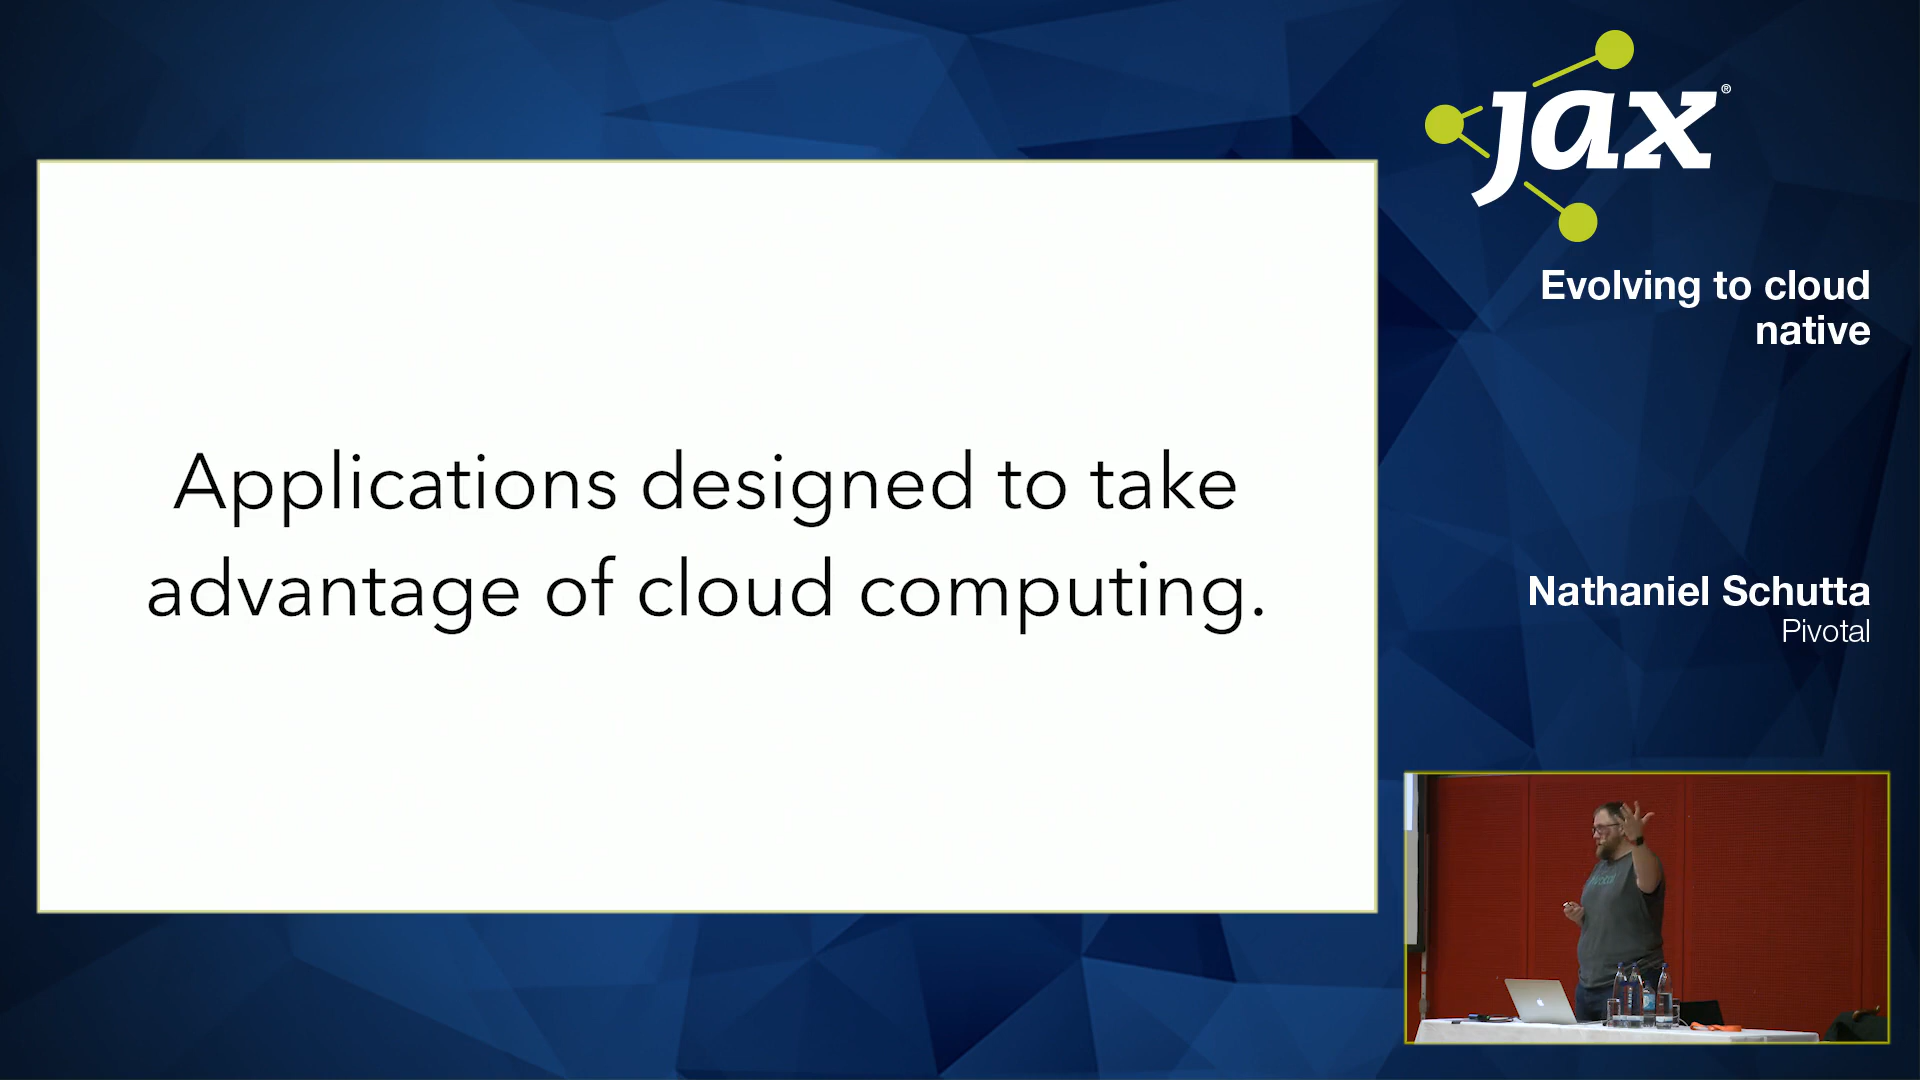 Applications designed to take
advantage of cloud computing.
jax®
Evolving to cloud
native
Nathaniel Schutta
Pivotal